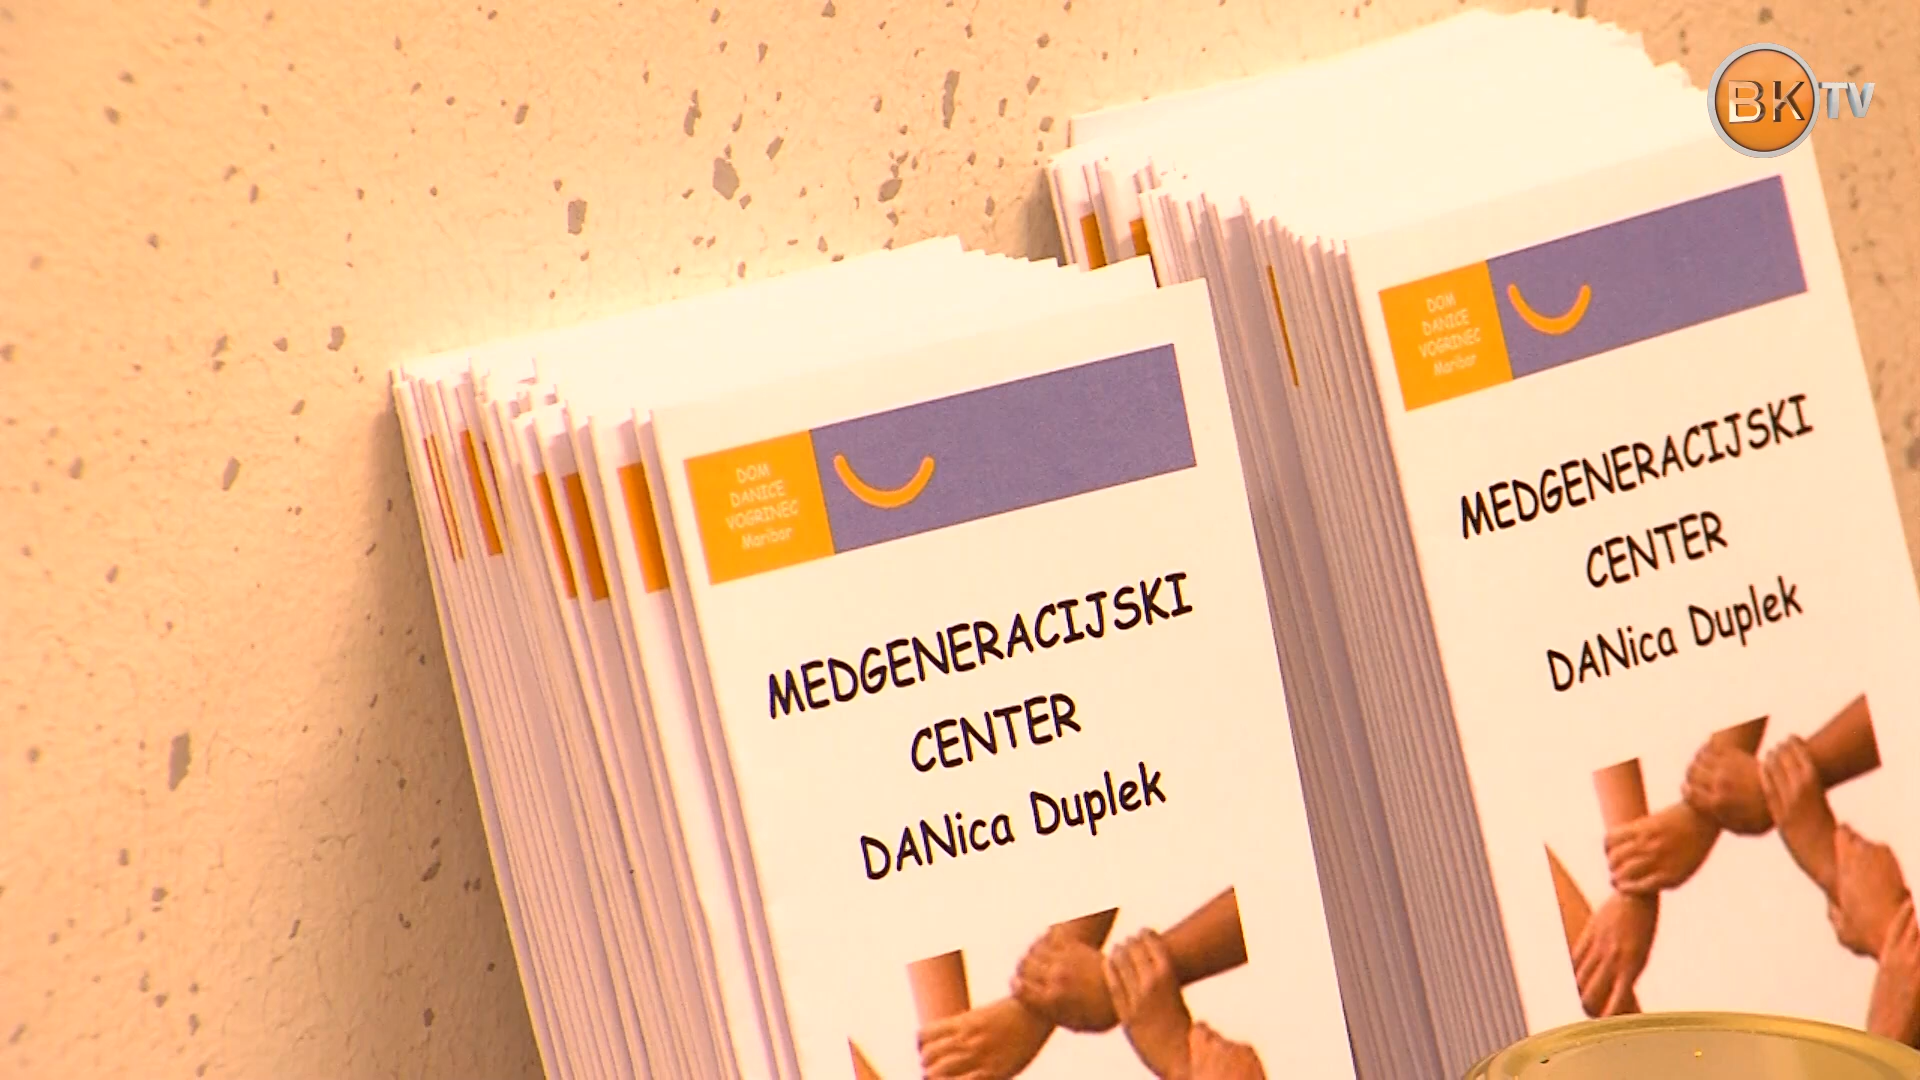 BK TV
DOM
DANICE
VOGRINEC
Maribor
MEDGENERACIJSKI
CENTER
DANica Duplek
DOM
DANICE
VOGRINEC
Maribor
MEDGENERACIJSKI
CENTER
DANica Duplek